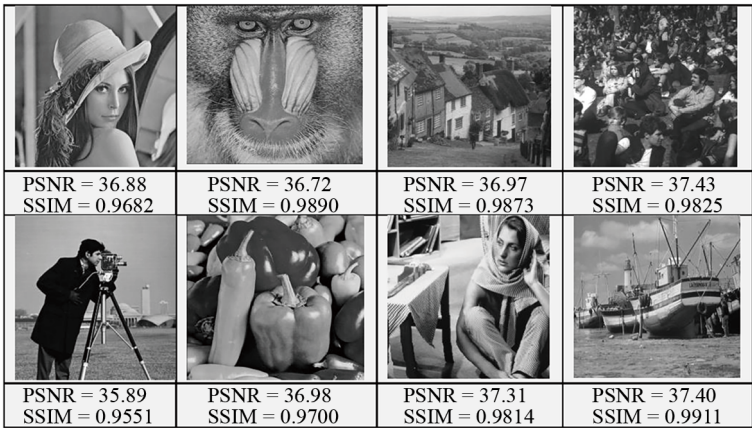 PSNR = 36.88
SSIM = 0.9682
PSNR = 36.72
SSIM = 0.9890
PSNR = 36.97
SSIM = 0.9873
PSNR = 37.43
SSIM = 0.9825
PSNR = 35.89
SSIM = 0.9551
PSNR = 36.98
SSIM = 0.9700
PSNR = 37.31
SSIM = 0.9814
PSNR = 37.40
SSIM = 0.9911